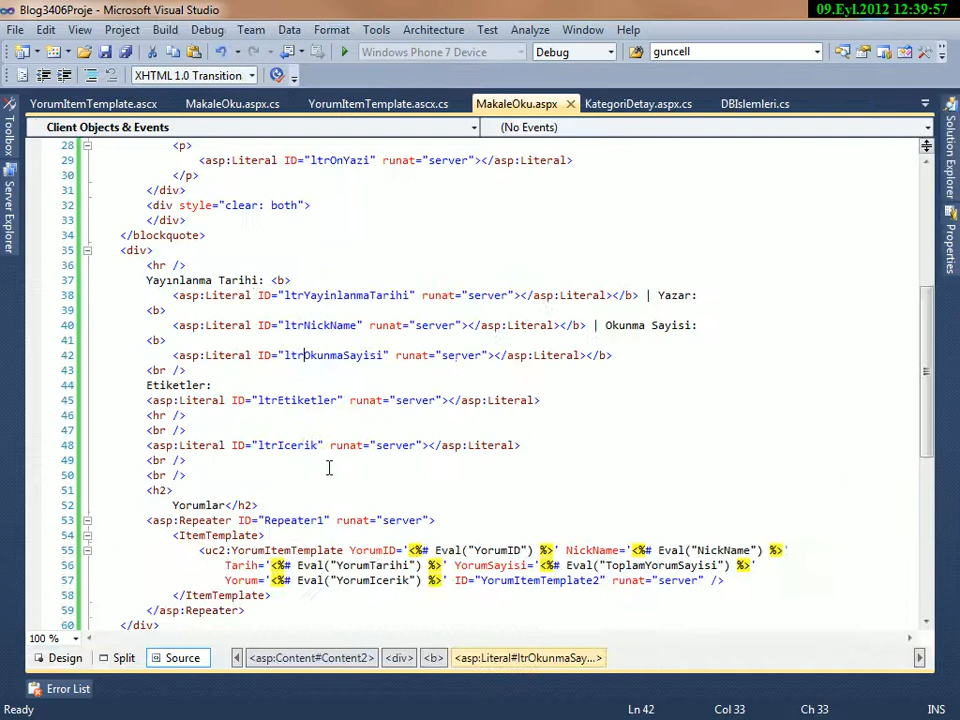 Blog3406Proje - Microsoft Visual Studio
09.Eyl.2012 12:39:57
File Edit View Project Build Debug Team Data Format Tools Architecture Test Analyze Window Help
Windows Phone 7 Device Debug guncell
XHTML 1.0 Transition
YorumItemTemplate.ascx MakaleOku.aspx.cs YorumItemTemplate.ascx.cs MakaleOku.aspx KategoriDetay.aspx.cs DBIslemleri.cs
Client Objects & Events (No Events)
Toolbox
Server Explorer
Solution Explorer
Properties
28 <p>
29 <asp:Literal ID="ltrOnYazi" runat="server"></asp:Literal>
30 </p>
31 </div>
32 <div style="clear: both">
33 </div>
34 </blockquote>
35 <div>
36 <hr />
37 Yayınlanma Tarihi: <b>
38 <asp:Literal ID="ltrYayinlanmaTarihi" runat="server"></asp:Literal></b> | Yazar:
39 <b>
40 <asp:Literal ID="ltrNickName" runat="server"></asp:Literal></b> | Okunma Sayisi:
41 <b>
42 <asp:Literal ID="ltrOkunmaSayisi" runat="server"></asp:Literal></b>
43 <br />
44 Etiketler:
45 <asp:Literal ID="ltrEtiketler" runat="server"></asp:Literal>
46 <hr />
47 <br />
48 <asp:Literal ID="ltrIcerik" runat="server"></asp:Literal>
49 <br />
50 <br />
51 <h2>
52 Yorumlar</h2>
53 <asp:Repeater ID="Repeater1" runat="server">
54 <ItemTemplate>
55 <uc2:YorumItemTemplate YorumID='<%# Eval("YorumID") %>' NickName='<%# Eval("NickName") %>'
56 Tarih='<%# Eval("YorumTarihi") %>' YorumSayisi='<%# Eval("ToplamYorumSayisi") %>'
57 Yorum='<%# Eval("YorumIcerik") %>' ID="YorumItemTemplate2" runat="server" />
58 </ItemTemplate>
59 </asp:Repeater>
60 </div>
100 %
Design Split Source <asp:Content#Content2> <div> <b> <asp:Literal#ltrOkunmaSay...>
Error List
Ready Ln 42 Col 33 Ch 33 INS